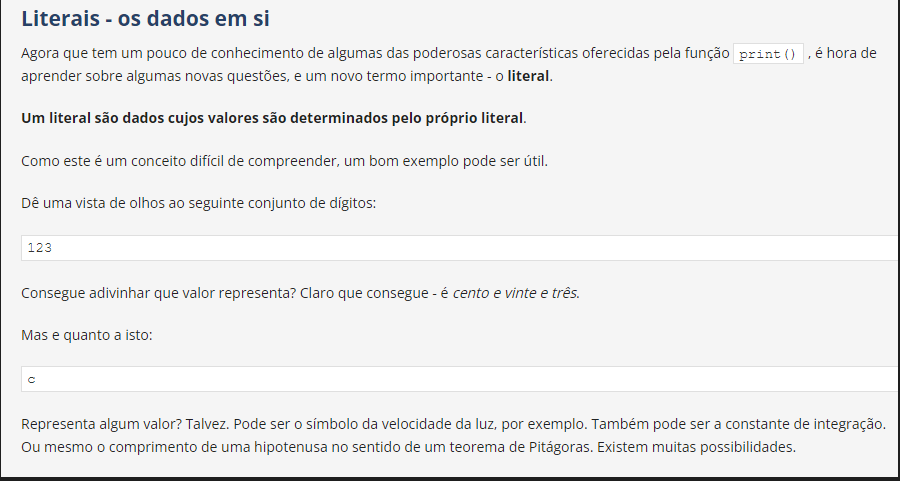 Literais - os dados em si
Agora que tem um pouco de conhecimento de algumas das poderosas características oferecidas pela função print() , é hora de
aprender sobre algumas novas questões, e um novo termo importante - o literal.
Um literal são dados cujos valores são determinados pelo próprio literal.
Como este é um conceito difícil de compreender, um bom exemplo pode ser útil.
Dê uma vista de olhos ao seguinte conjunto de dígitos:
123
Consegue adivinhar que valor representa? Claro que consegue - é cento e vinte e três.
Mas e quanto a isto:
c
Representa algum valor? Talvez. Pode ser o símbolo da velocidade da luz, por exemplo. Também pode ser a constante de integração.
Ou mesmo o comprimento de uma hipotenusa no sentido de um teorema de Pitágoras. Existem muitas possibilidades.